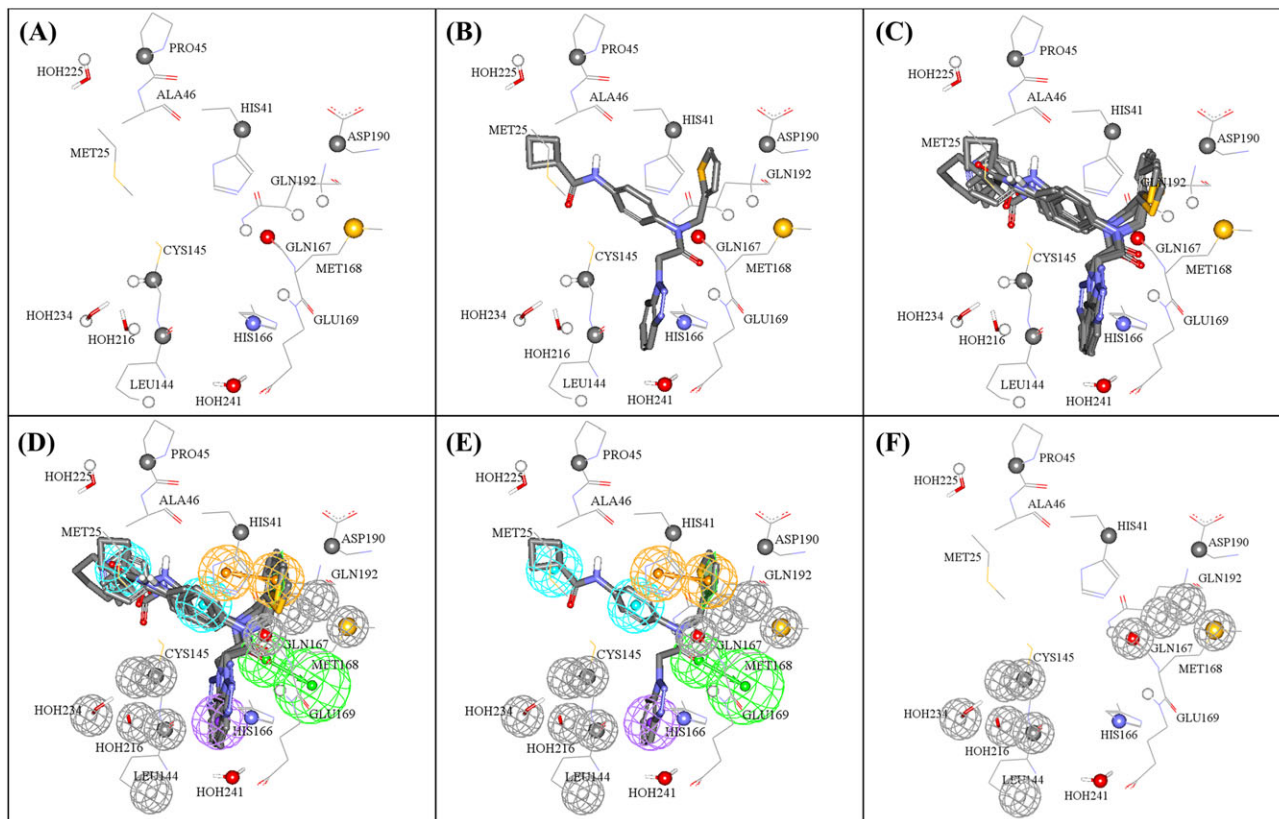 (A)
PRO45
HOH225
ALA46
HIS41
ASP190
MET25
GLN192
CYS145
GLN167
MET168
HOH234
HOH216
HIS166
GLU169
LEU144
HOH241
(B)
PRO45
HOH225
ALA46
HIS41
ASP190
MET25
GLN192
CYS145
GLN167
MET168
HOH234
HIS166
GLU169
HOH216
LEU144
HOH241
(C)
PRO45
HOH225
ALA46
HIS41
ASP190
MET25
GLN192
CYS145
GLN167
MET168
HOH234
HOH216
HIS166
GLU169
LEU144
HOH241
(D)
PRO45
HOH225
ALA46
HIS41
MET25
ASP190
GLN192
CYS145
GLN167
MET168
HOH234
GLU169
HIS166
HOH216
LEU144
HOH241
(E)
PRO45
HOH225
ALA46
HIS41
MET25
ASP190
GLN192
CYS145
GLN167
MET168
HOH234
GLU169
HIS166
HOH216
LEU144
HOH241
(F)
PRO45
HOH225
ALA46
HIS41
ASP190
MET25
GLN192
CYS145
GLN167
MET168
HOH234
GLU169
HOH216
HIS166
LEU144
HOH241